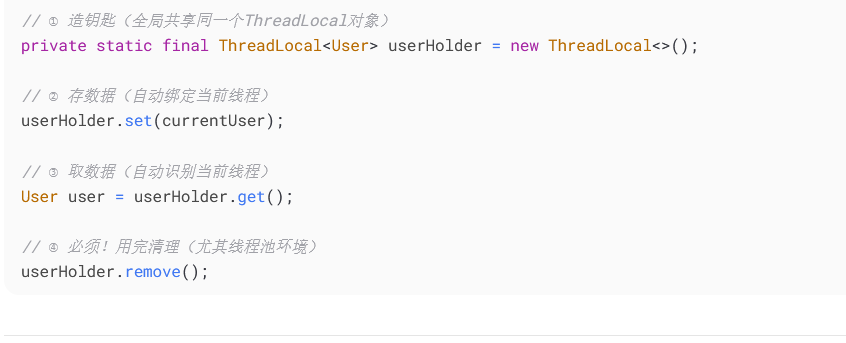 // ① 造钥匙（全局共享同一个ThreadLocal对象）
private static final ThreadLocal<User> userHolder = new ThreadLocal<>();
// ② 存数据（自动绑定当前线程）
userHolder.set(currentUser);
// ③ 取数据（自动识别当前线程）
User user = userHolder.get();
// ④ 必须！用完清理（尤其线程池环境）
userHolder.remove();